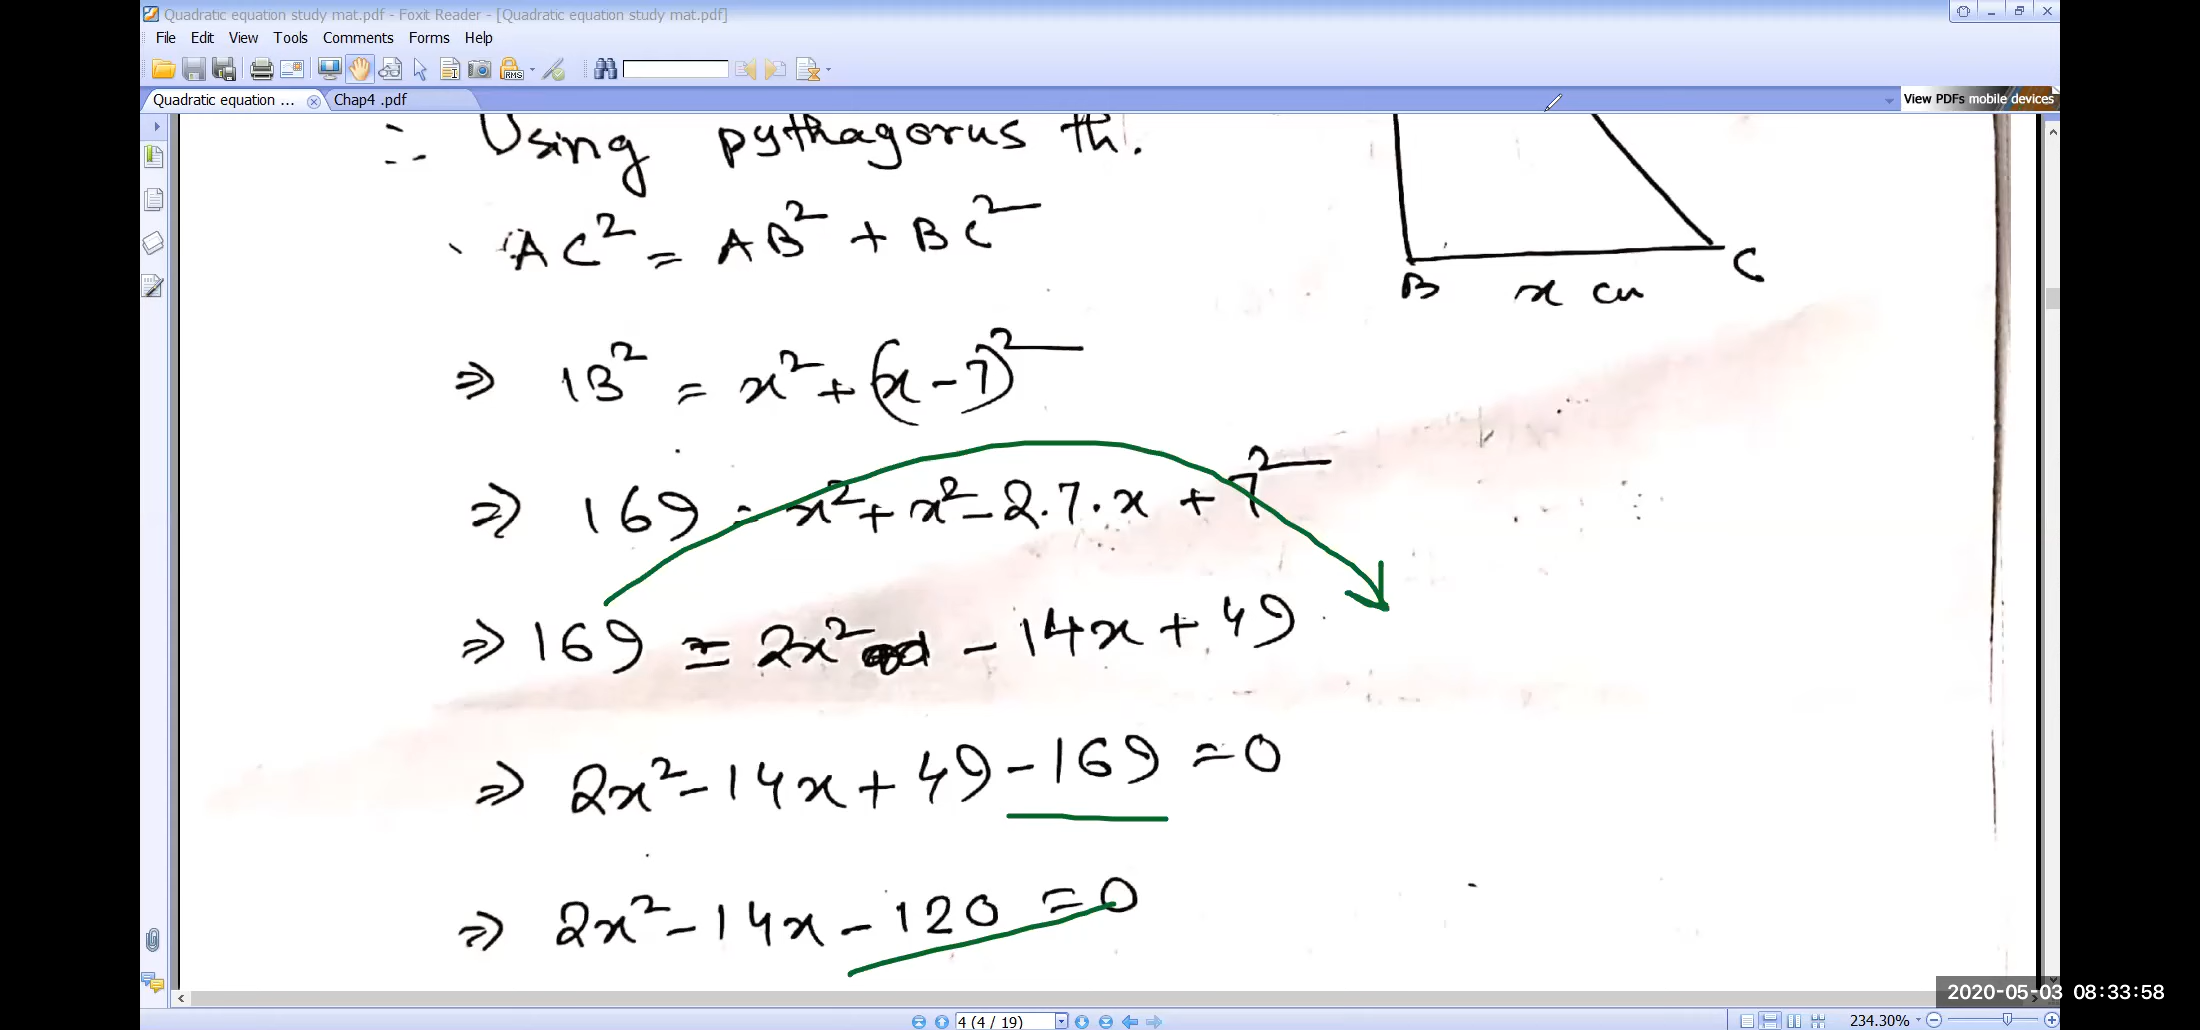 Quadratic equation study mat.pdf - Foxit Reader - [Quadratic equation study mat.pdf]
File Edit View Tools Comments Forms Help
Quadratic equation ... Chap4 .pdf View PDFs mobile devices
∴ Using pythagorus th.
AC² = AB² + BC²
B x cm C
⇒ 13² = x² + (x - 7)²
⇒ 169 = x² + x² - 2.7.x + 7²
⇒ 169 = 2x² - 14x + 49
⇒ 2x² - 14x + 49 - 169 = 0
⇒ 2x² - 14x - 120 = 0
2020-05-03 08:33:58
4 (4 / 19) 234.30%